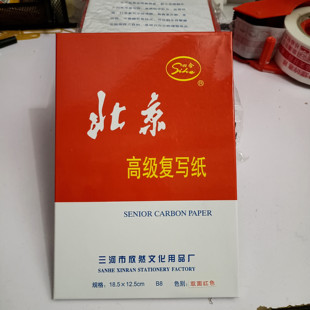 Sanhe
®
北京
高级复写纸
SENIOR CARBON PAPER
三河市欣然文化用品厂
SANHE XINRAN STATIONERY FACTORY
规格:18.5×12.5cm B8 色别:双面红色